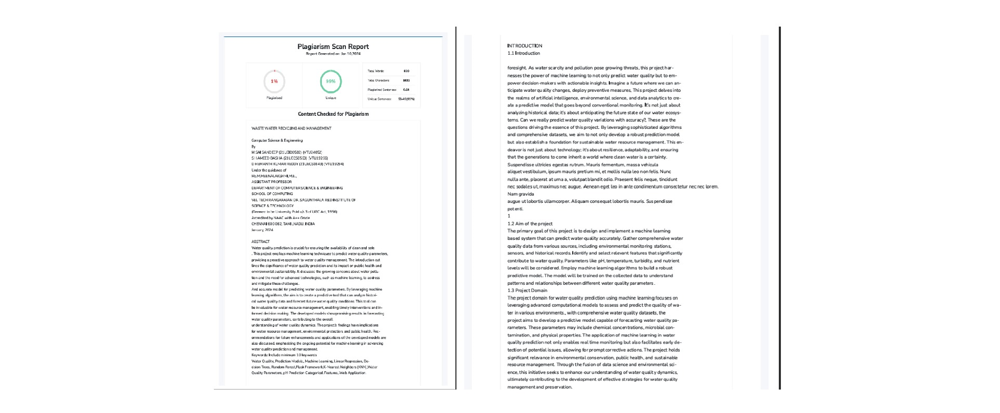 Plagiarism Scan Report
Report Generated on: Jan 10,2024
1%
Plagiarised
99%
Unique
Total Words: 820
Total Characters:
Plagiarized Sentences: 0.54
Unique Sentences: 53.46 (99%)
Content Checked for Plagiarism
WASTE WATER RECYCLING AND MANAGEMENT
Computer Science & Engineering
By
M SAI SANDEEP (21UEID0502) (VTU24052)
S HAMEED BASHA (21UECS0563) (VTU19266)
D HEMANTH KUMAR REDDY (21UECS0149) (VTU19294)
Under the guidance of
Ms.M.MEENALAKSHMI,M.E.,
ASSISTANT PROFESSOR
DEPARTMENT OF COMPUTER SCIENCE & ENGINEERING
SCHOOL OF COMPUTING
VEL TECH RANGARAJAN DR. SAGUNTHALA R&D INSTITUTE OF
SCIENCE & TECHNOLOGY
(Deemed to be University Estd u/s 3 of UGC Act, 1956)
Accredited by NAAC with A++ Grade
CHENNAI 600 062, TAMILNADU, INDIA
January, 2024
ABSTRACT
Water quality prediction is crucial for ensuring the availability of clean and safe
. This project employs machine learning techniques to predict water quality parameters,
providing a proactive approach to water quality management. The introduction out
lines the significance of water quality prediction and its impact on public health and
environmental sustainability. It discusses the growing concerns about water pollu-
tion and the need for advanced technologies, such as machine learning, to address
and mitigate these challenges.
And accurate model for predicting water quality parameters. By leveraging machine
learning algorithms, the aim is to create a predictive tool that can analyze histori-
cal water quality data and forecast future water quality conditions. This tool can
be invaluable for water resource management, enabling timely interventions and in-
formed decision making. The developed models showpromising results in forecasting
water quality parameters, contributing to the overall
understanding of water quality dynamics. The project's findings have implications
for water resource management, environmental protection, and public health. Rec-
ommendations for future enhancements and applications of the developed models are
also discussed, emphasizing the ongoing potential for machine learning in advancing
water quality prediction and management.
Keywords: Include minimum 10 key words
Water Quality, Prediction Models, Machine Learning, Linear Regression, De-
cision Trees, Random Forest,Flask Framework,K-Nearest Neighbors (KNN),Water
Quality Parameters, pH Prediction Categorical Features, Web Application.
INTRODUCTION
1.1 Introduction
foresight. As water scarcity and pollution pose growing threats, this project har-
nesses the power of machine learning to not only predict water quality but to em-
power decision-makers with actionable insights. Imagine a future where we can an-
ticipate water quality changes, deploy preventive measures, This project delves into
the realms of artificial intelligence, environmental science, and data analytics to cre-
ate a predictive model that goes beyond conventional monitoring. It's not just about
analyzing historical data; it's about anticipating the future state of our water ecosys-
tems. Can we really predict water quality variations with accuracy?, These are the
questions driving the essence of this project. By leveraging sophisticated algorithms
and comprehensive datasets, we aim to not only develop a robust prediction model
but also establish a foundation for sustainable water resource management. This en-
deavor is not just about technology; it's about resilience, adaptability, and ensuring
that the generations to come inherit a world where clean water is a certainty.
Suspendisse ultricies egestas rutrum. Mauris fermentum, massa vehicula
aliquet vestibulum, ipsum mauris pretium mi, et mollis nulla leo non felis. Nunc
nulla ante, placerat at urna a, volutpat blandit odio. Praesent felis neque, tincidunt
nec sodales ut, maximus nec augue. Aenean eget leo in ante condimentum consectetur nec nec lorem.
Nam gravida
augue ut lobortis ullamcorper. Aliquam consequat lobortis mauris. Suspendisse
potenti.
1
1.2 Aim of the project
The primary goal of this project is to design and implement a machine learning
based system that can predict water quality accurately. Gather comprehensive water
quality data from various sources, including environmental monitoring stations,
sensors, and historical records. Identify and select relevant features that significantly
contribute to water quality. Parameters like pH, temperature, turbidity, and nutrient
levels will be considered. Employ machine learning algorithms to build a robust
predictive model. The model will be trained on the collected data to understand
patterns and relationships between different water quality parameters .
1.3 Project Domain
The project domain for water quality prediction using machine learning focuses on
leveraging advanced computational models to assess and predict the quality of wa-
ter in various environments., with comprehensive water quality datasets, the
project aims to develop a predictive model capable of forecasting water quality pa-
rameters. These parameters may include chemical concentrations, microbial con-
tamination, and physical properties. The application of machine learning in water
quality prediction not only enables real time monitoring but also facilitates early de-
tection of potential issues, allowing for prompt corrective actions. The project holds
significant relevance in environmental conservation, public health, and sustainable
resource management. Through the fusion of data science and environmental sci-
ence, this initiative seeks to enhance our understanding of water quality dynamics,
ultimately contributing to the development of effective strategies for water quality
management and preservation.